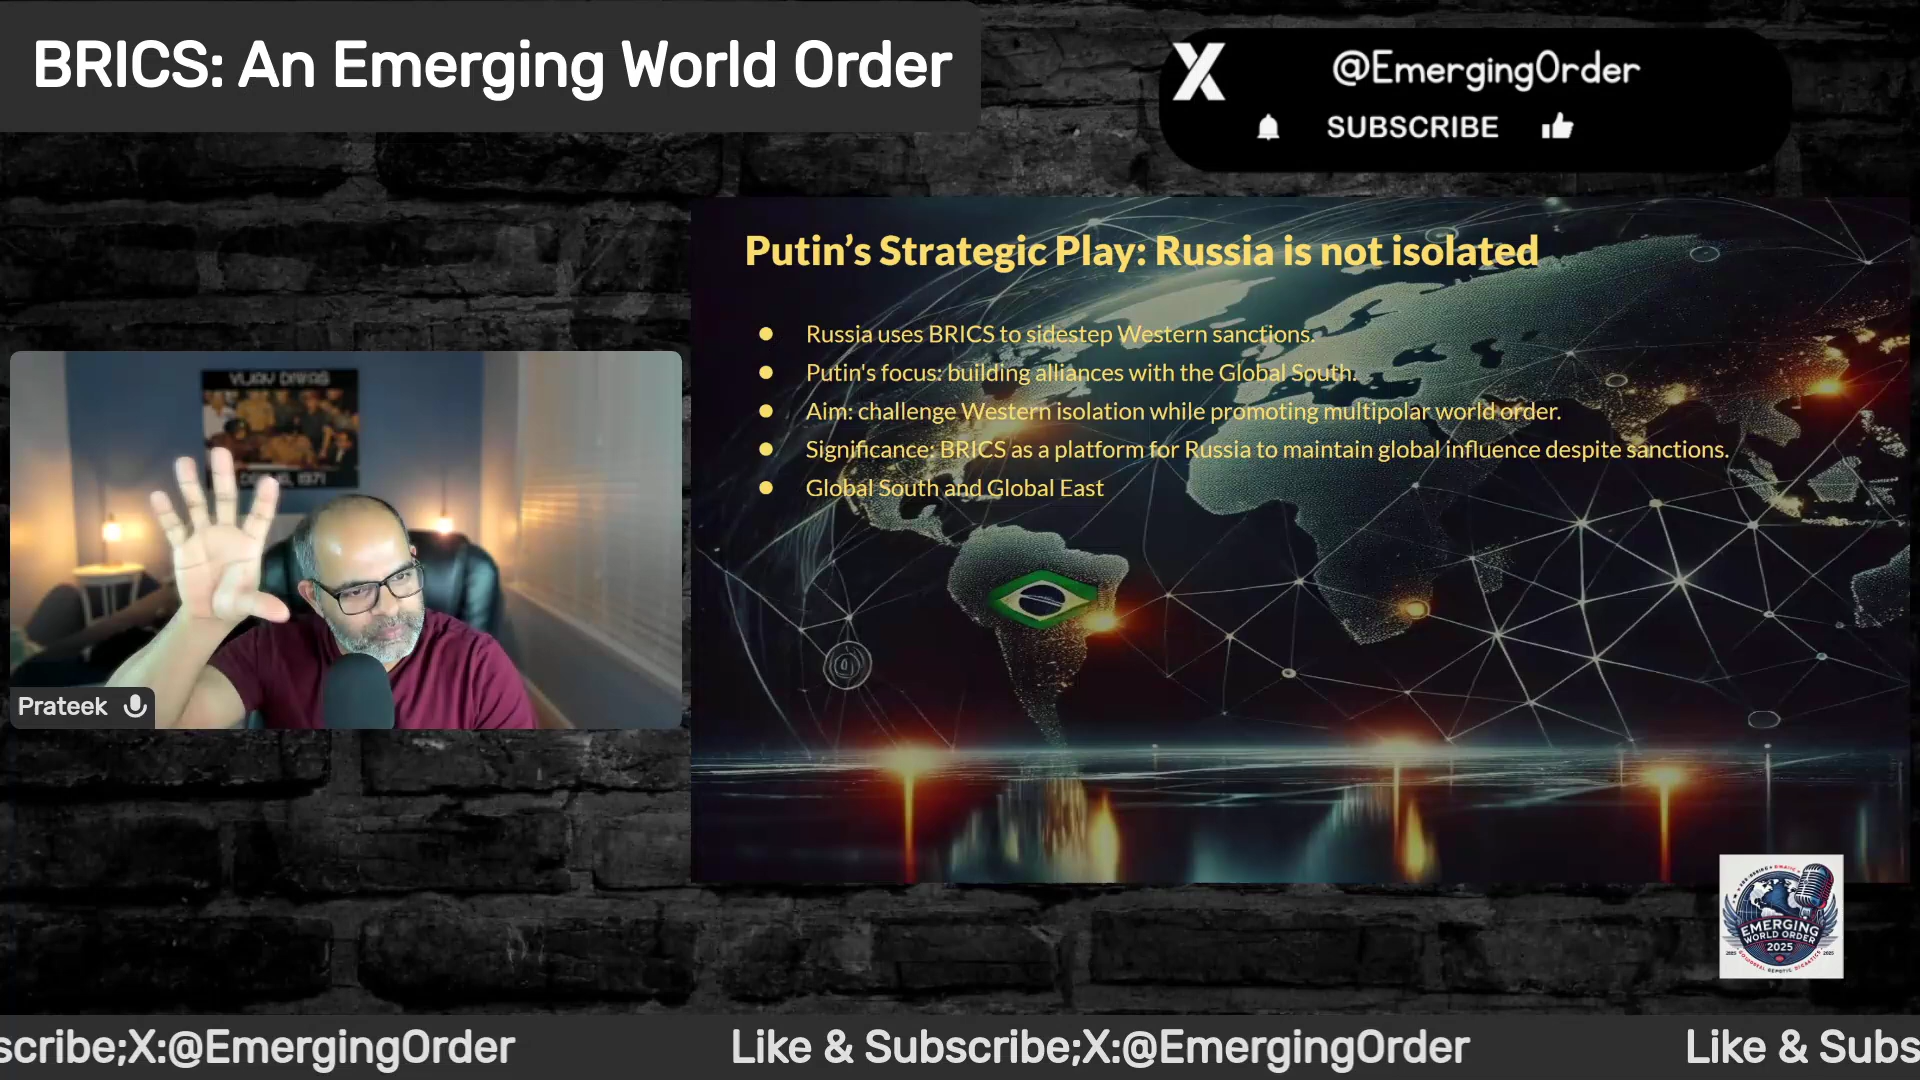 BRICS: An Emerging World Order
@EmergingOrder
SUBSCRIBE
Putin’s Strategic Play: Russia is not isolated
● Russia uses BRICS to sidestep Western sanctions.
● Putin's focus: building alliances with the Global South.
● Aim: challenge Western isolation while promoting multipolar world order.
● Significance: BRICS as a platform for Russia to maintain global influence despite sanctions.
● Global South and Global East
VIJAY DIWAS
1971
Prateek
EMERGING
WORLD ORDER
2025
scribe;X:@EmergingOrder Like & Subscribe;X:@EmergingOrder Like & Subs